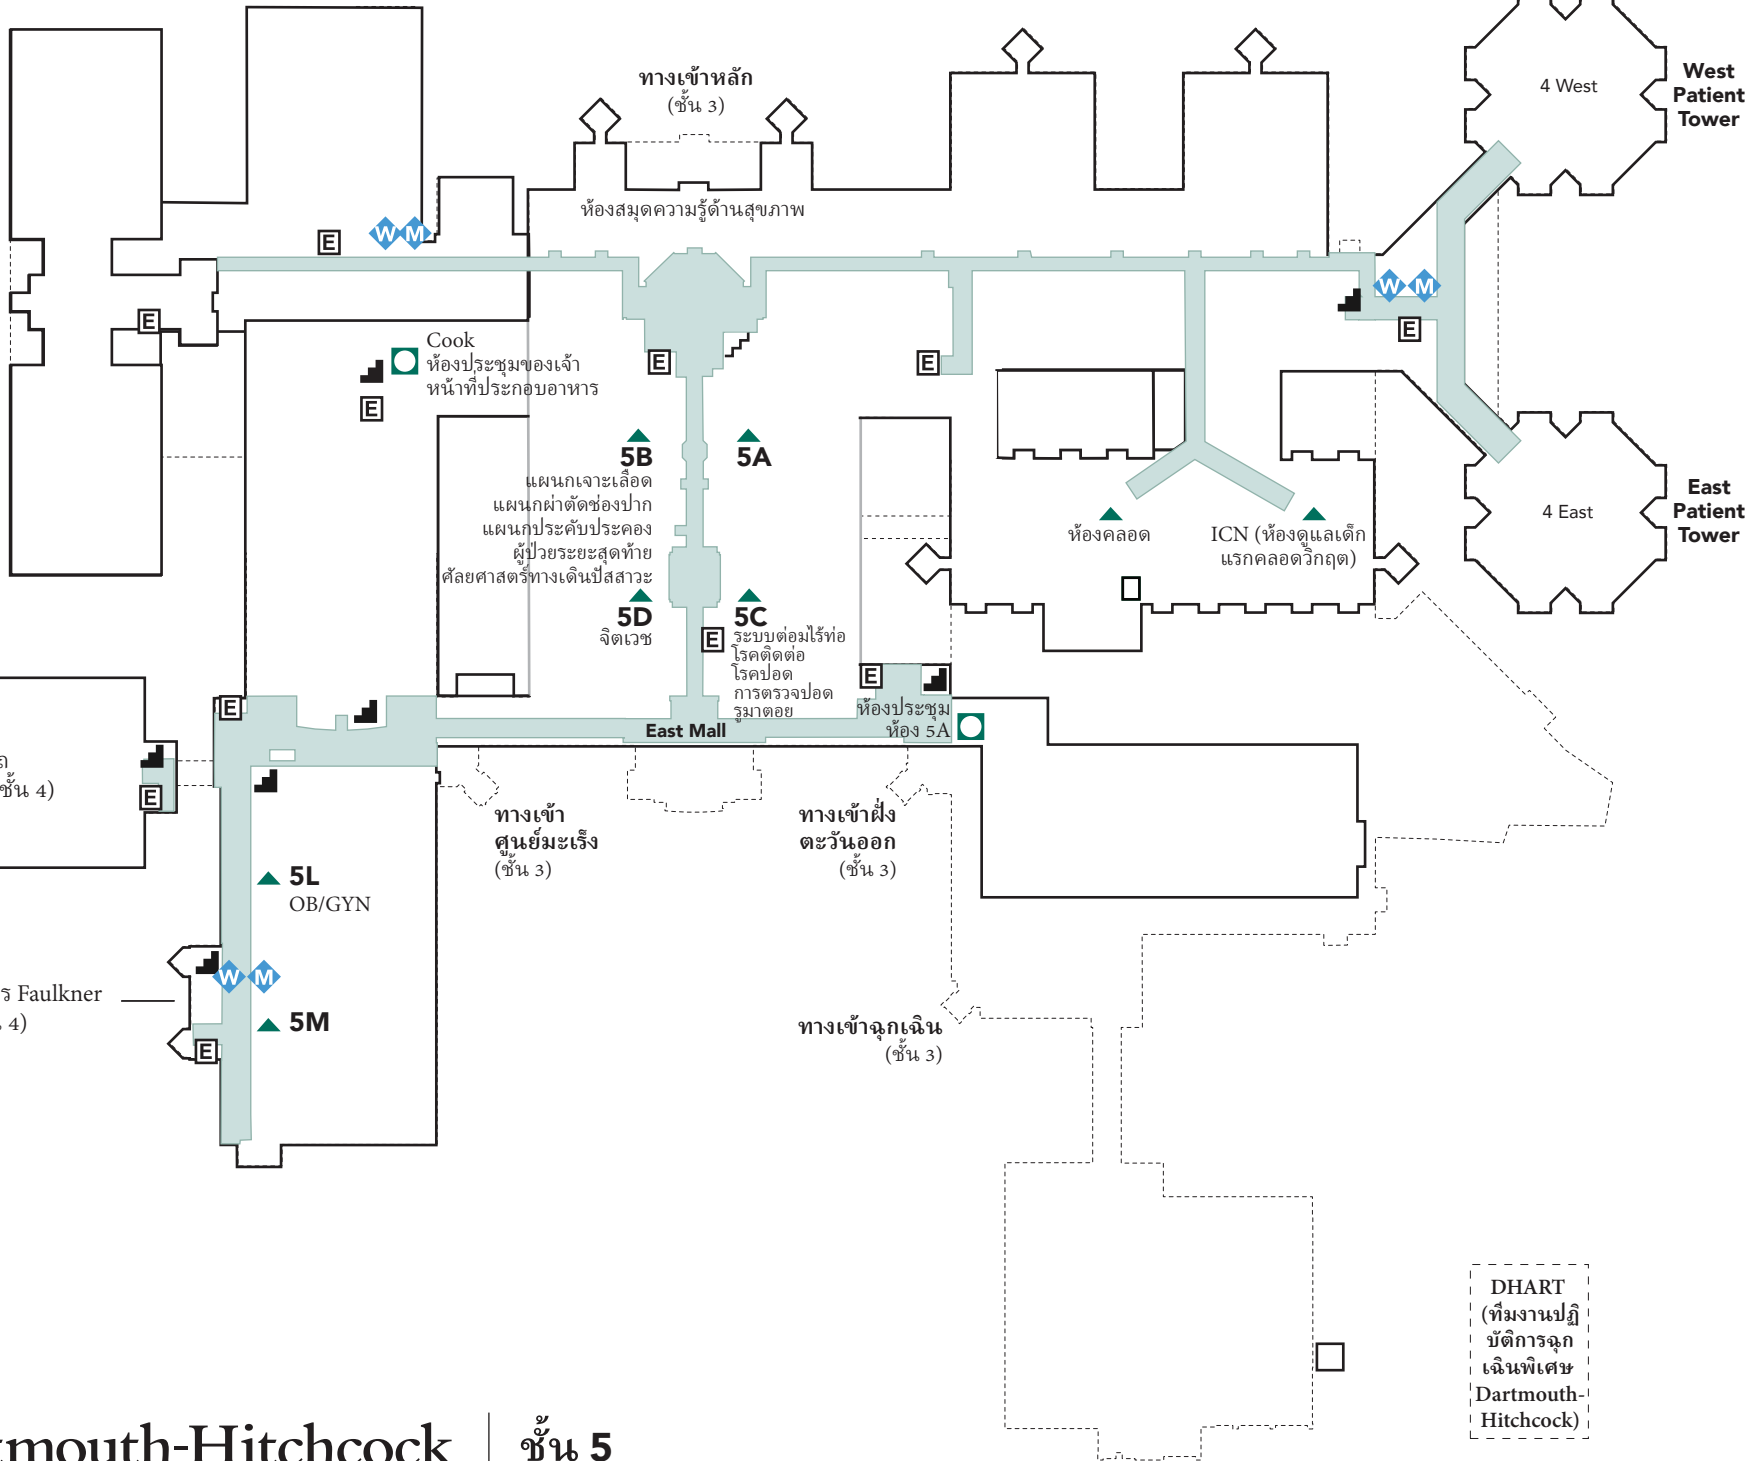 ทางเข้าหลัก
(ชั้น 3)
4 West
West
Patient
Tower
ห้องสมุดความรู้ด้านสุขภาพ
E
W M
W M
E
E
E
E
Cook
ห้องประชุมของเจ้า
หน้าที่ประกอบอาหาร
E
5B
แผนกเจาะเลือด
แผนกผ่าตัดช่องปาก
แผนกประคับประคอง
ผู้ป่วยระยะสุดท้าย
ศัลยศาสตร์ทางเดินปัสสาวะ
5A
5D
จิตเวช
5C
E
ระบบต่อมไร้ท่อ
โรคติดต่อ
โรคปอด
การตรวจปอด
รูมาตอย
ห้องคลอด
ICN (ห้องดูแลเด็ก
แรกคลอดวิกฤต)
4 East
East
Patient
Tower
E
E
ห้องประชุม
ห้อง 5A
East Mall
ชั้น 4)
E
ทางเข้า
ศูนย์มะเร็ง
(ชั้น 3)
ทางเข้าฝั่ง
ตะวันออก
(ชั้น 3)
5L
OB/GYN
W M
ร Faulkner
4)
5M
E
ทางเข้าฉุกเฉิน
(ชั้น 3)
DHART
(ทีมงานปฏิ
บัติการฉุก
เฉินพิเศษ
Dartmouth-
Hitchcock)
tmouth-Hitchcock
ชั้น 5